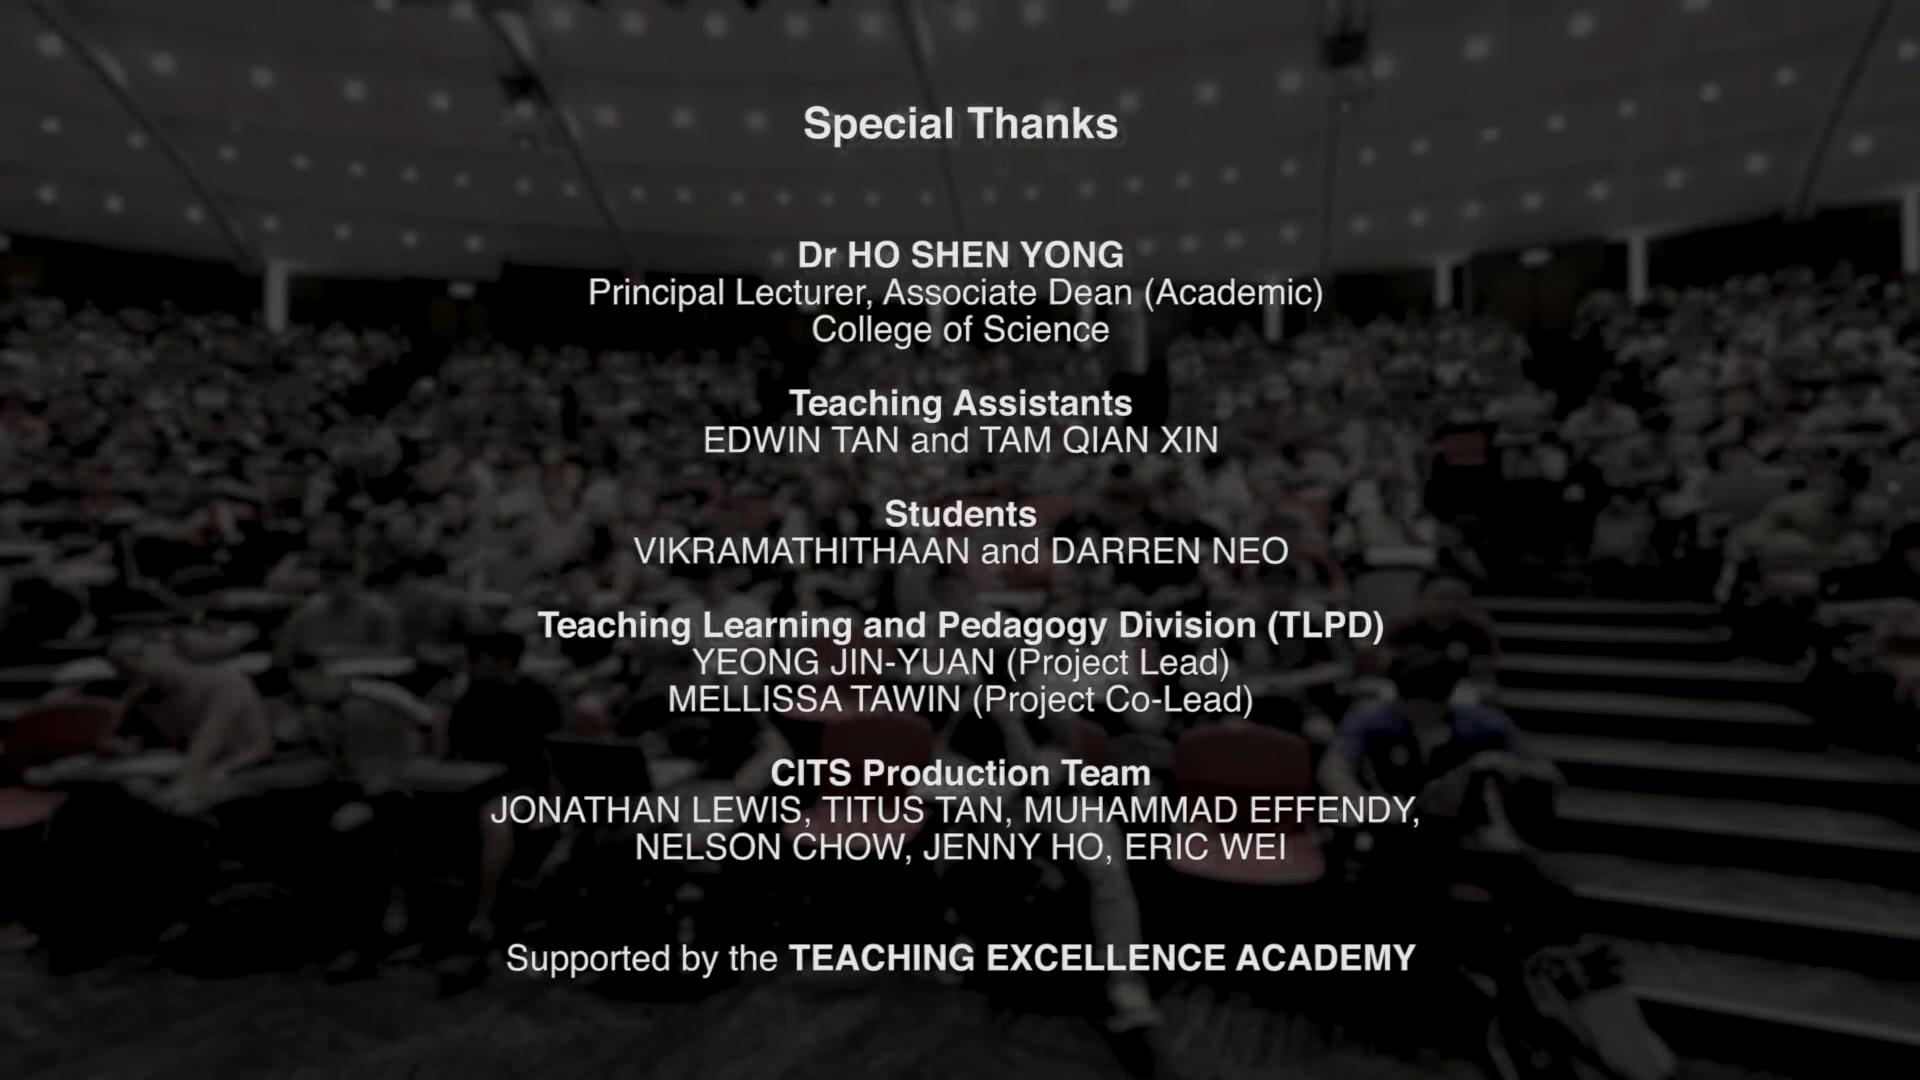 Special Thanks
Dr HO SHEN YONG
Principal Lecturer, Associate Dean (Academic)
College of Science
Teaching Assistants
EDWIN TAN and TAM QIAN XIN
Students
VIKRAMATHITHAAN and DARREN NEO
Teaching Learning and Pedagogy Division (TLPD)
YEONG JIN-YUAN (Project Lead)
MELLISSA TAWIN (Project Co-Lead)
CITS Production Team
JONATHAN LEWIS, TITUS TAN, MUHAMMAD EFFENDY,
NELSON CHOW, JENNY HO, ERIC WEI
Supported by the TEACHING EXCELLENCE ACADEMY